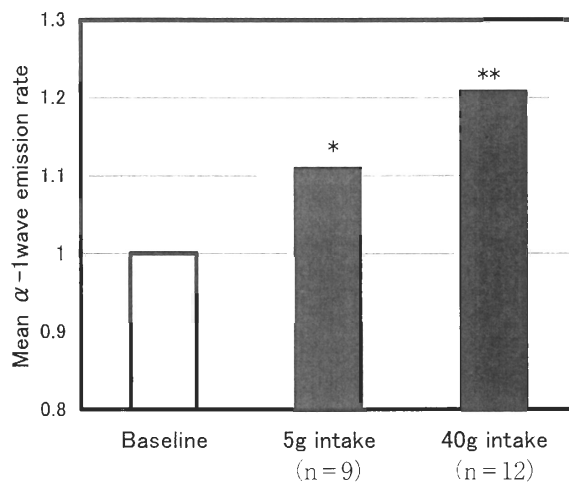 Mean α-1wave emission rate
1.3
1.2
1.1
1
0.9
0.8
*
**
Baseline
5g intake
(n=9)
40g intake
(n=12)